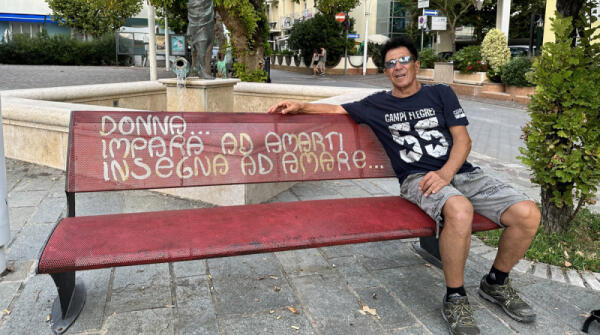 DONNA...
IMPARA AD AMARTI
INSEGNA AD AMARE...
CAMPI FLEGREI
55